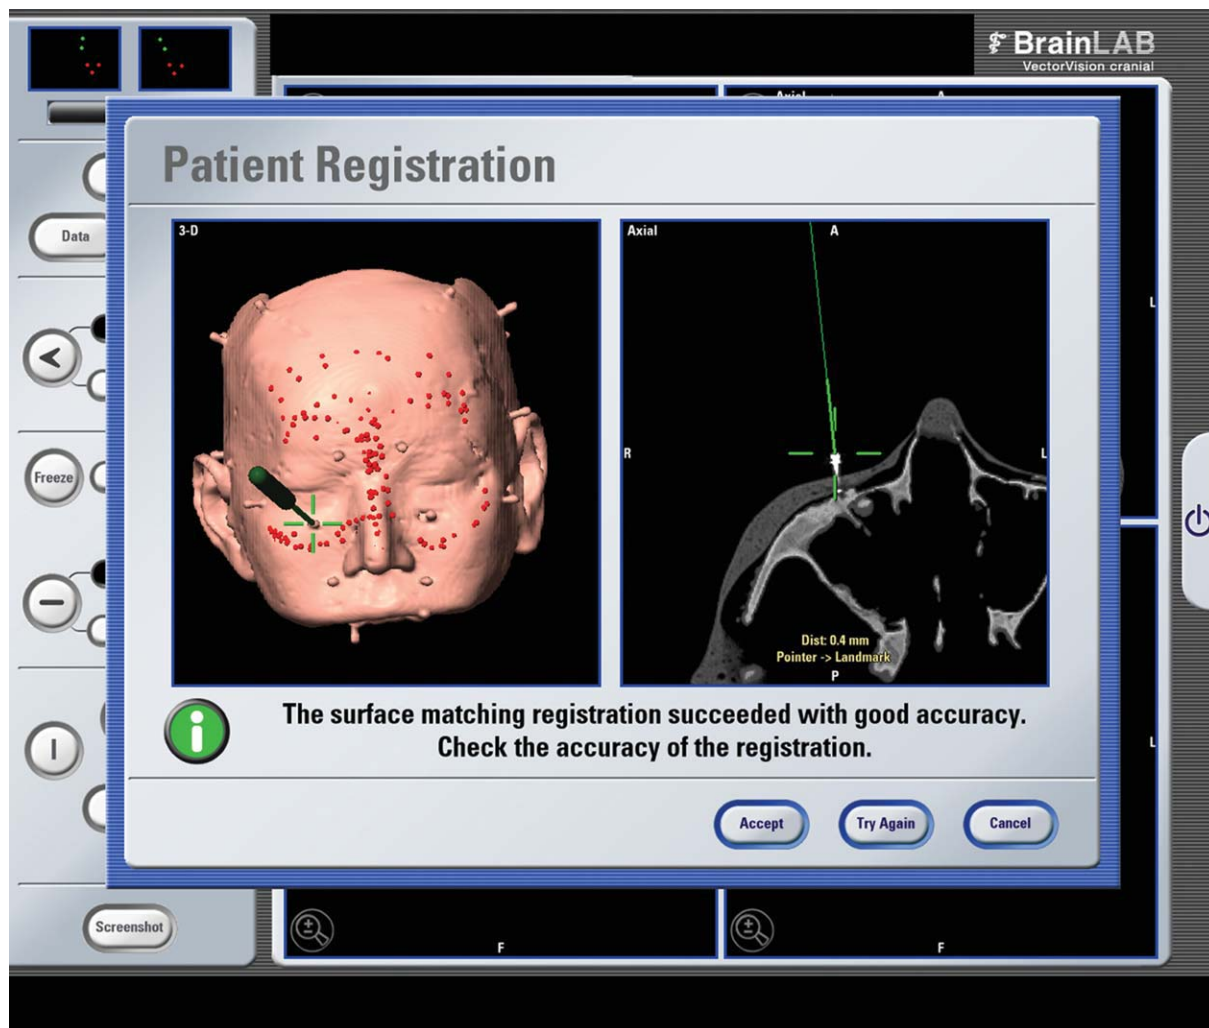 BrainLAB
VectorVision cranial
Axial
A
Patient Registration
Data
3-D
Axial
A
L
R
L
Freeze
Dist: 0.4 mm
Pointer -> Landmark
P
The surface matching registration succeeded with good accuracy.
Check the accuracy of the registration.
L
Accept
Try Again
Cancel
Screenshot
F
F